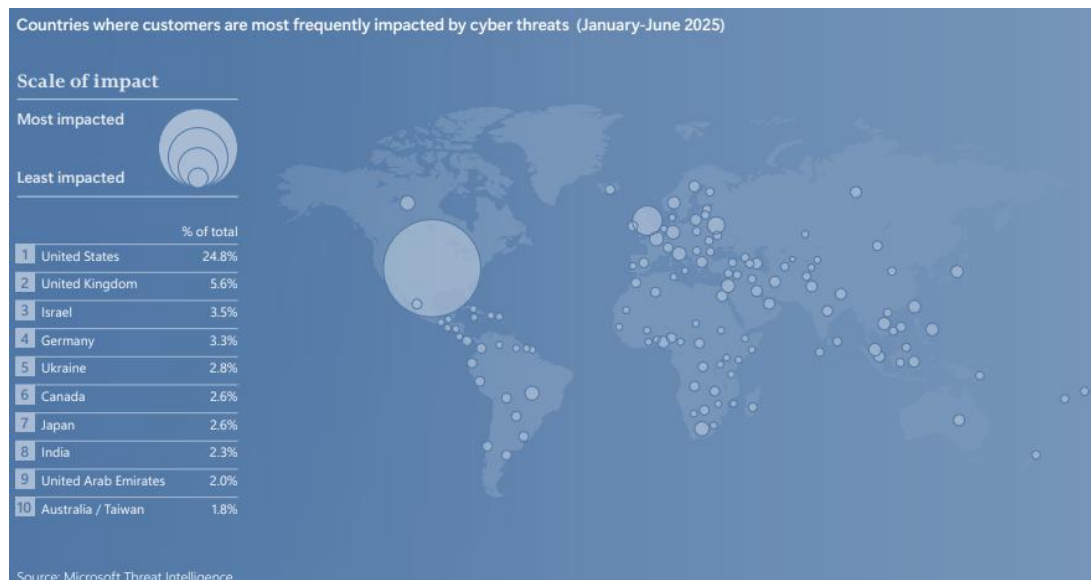 Countries where customers are most frequently impacted by cyber threats (January-June 2025)
Scale of impact
Most impacted
Least impacted
% of total
1 United States 24.8%
2 United Kingdom 5.6%
3 Israel 3.5%
4 Germany 3.3%
5 Ukraine 2.8%
6 Canada 2.6%
7 Japan 2.6%
8 India 2.3%
9 United Arab Emirates 2.0%
10 Australia / Taiwan 1.8%
Source: Microsoft Threat Intelligence